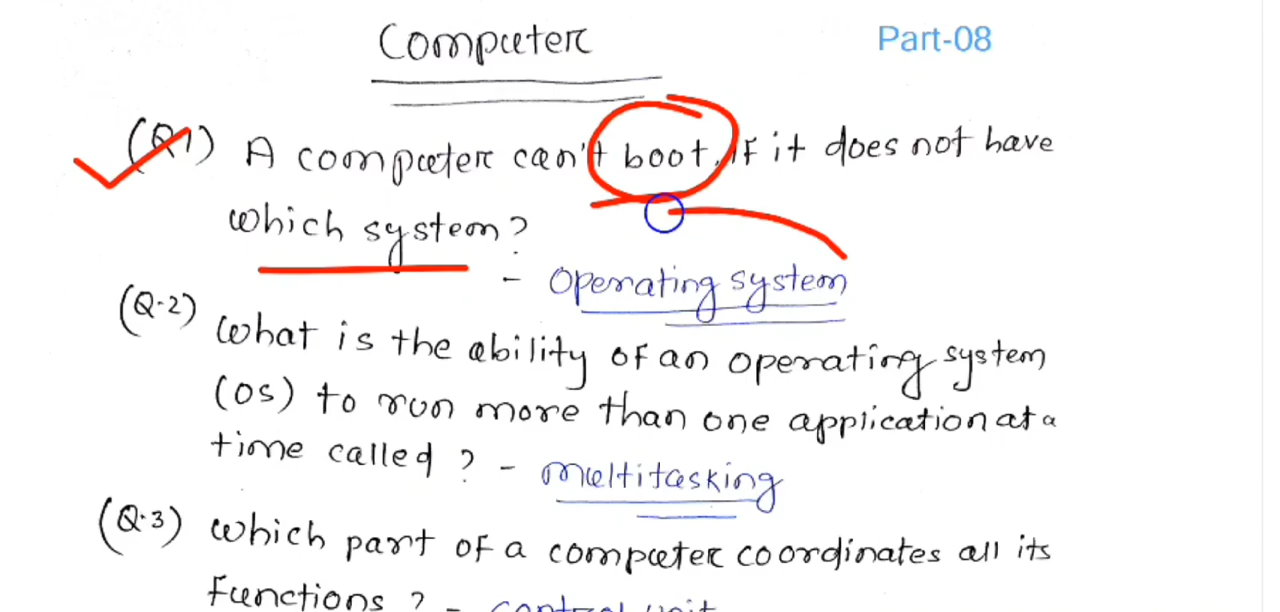 Computer
Part-08
(Q1) A computer can't boot, if it does not have
which system?
- operating system
(Q.2) What is the ability of an operating system
(OS) to run more than one application at a
time called? - multitasking
(Q.3) which part of a computer coordinates all its
functions? - control unit